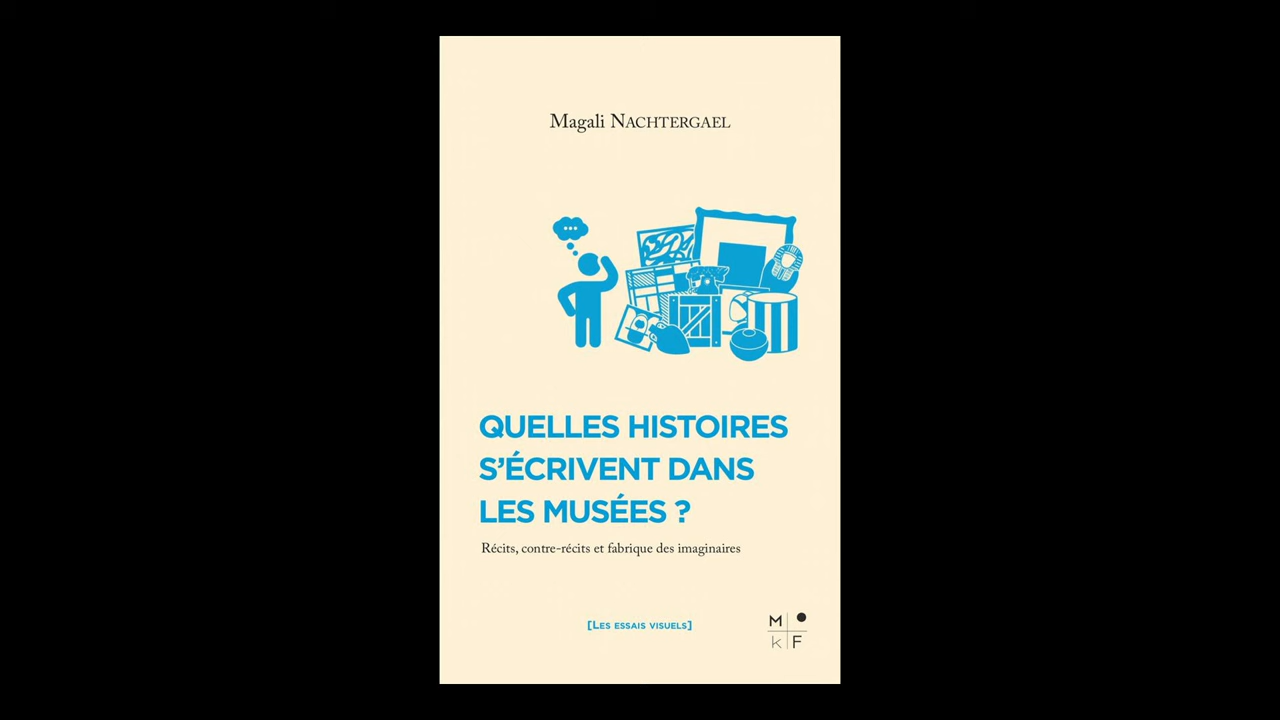 Magali NACHTERGAEL
...
QUELLES HISTOIRES
S'ÉCRIVENT DANS
LES MUSÉES ?
Récits, contre-récits et fabrique des imaginaires
[LES ESSAIS VISUELS]
M
k F